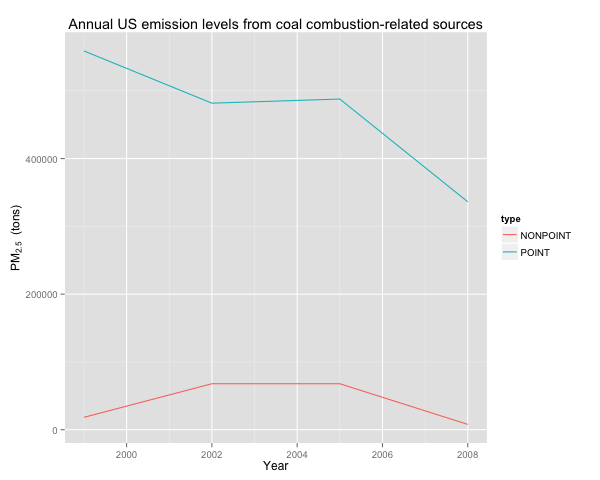 Annual US emission levels from coal combustion-related sources
PM2.5 (tons)
400000
200000
0
2000 2002 2004 2006 2008
Year
type
NONPOINT
POINT